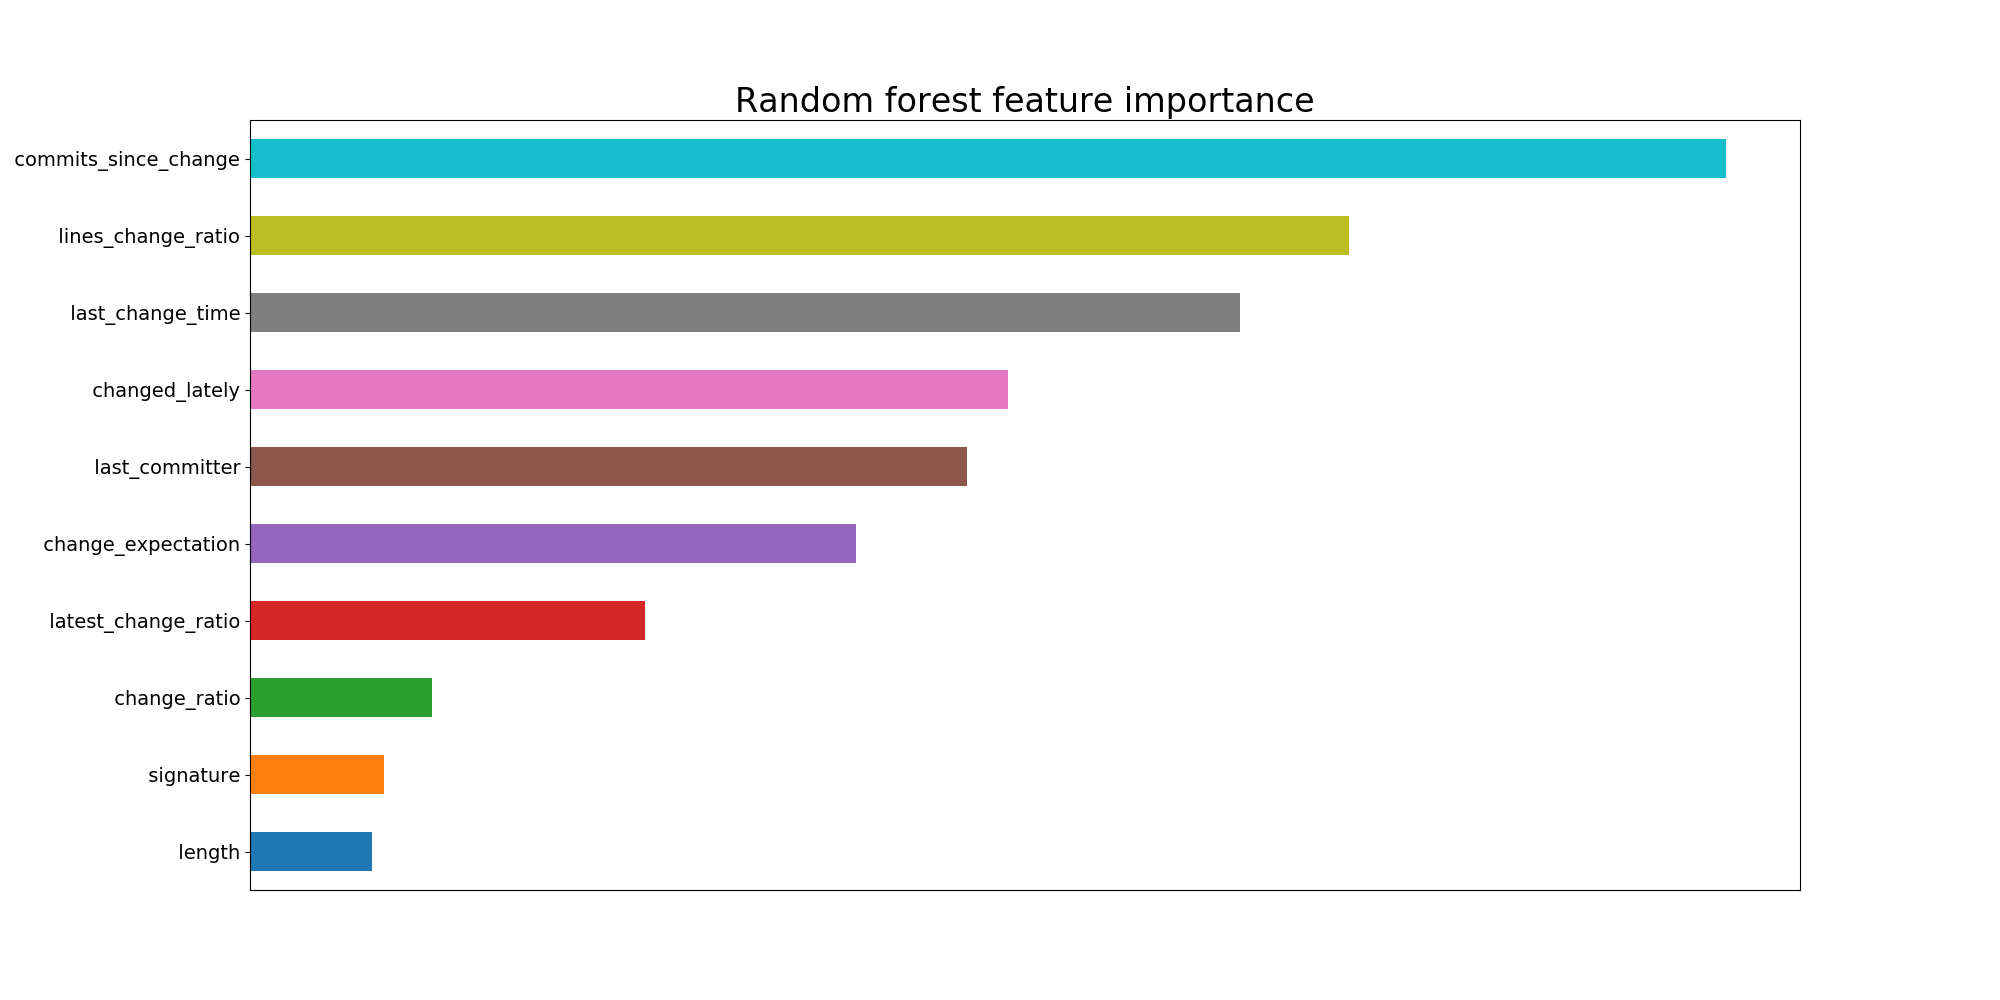 Random forest feature importance
commits_since_change
lines_change_ratio
last_change_time
changed_lately
last_committer
change_expectation
latest_change_ratio
change_ratio
signature
length